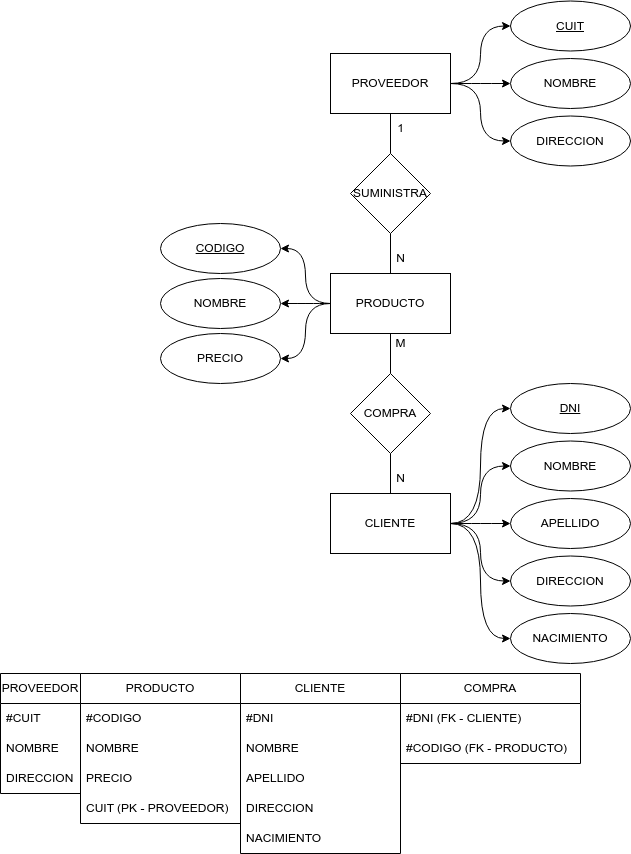 CUIT
PROVEEDOR
NOMBRE
DIRECCION
1
SUMINISTRA
N
CODIGO
NOMBRE
PRODUCTO
PRECIO
M
COMPRA
DNI
NOMBRE
N
CLIENTE
APELLIDO
DIRECCION
NACIMIENTO
PROVEEDOR
#CUIT
NOMBRE
DIRECCION
PRODUCTO
#CODIGO
NOMBRE
PRECIO
CUIT (PK - PROVEEDOR)
CLIENTE
#DNI
NOMBRE
APELLIDO
DIRECCION
NACIMIENTO
COMPRA
#DNI (FK - CLIENTE)
#CODIGO (FK - PRODUCTO)